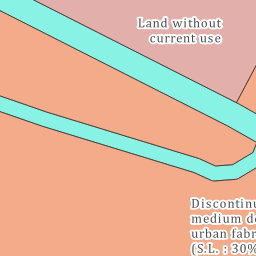 Land without
current use
Discontinu
medium de
urban fabr
(S.L. : 30%